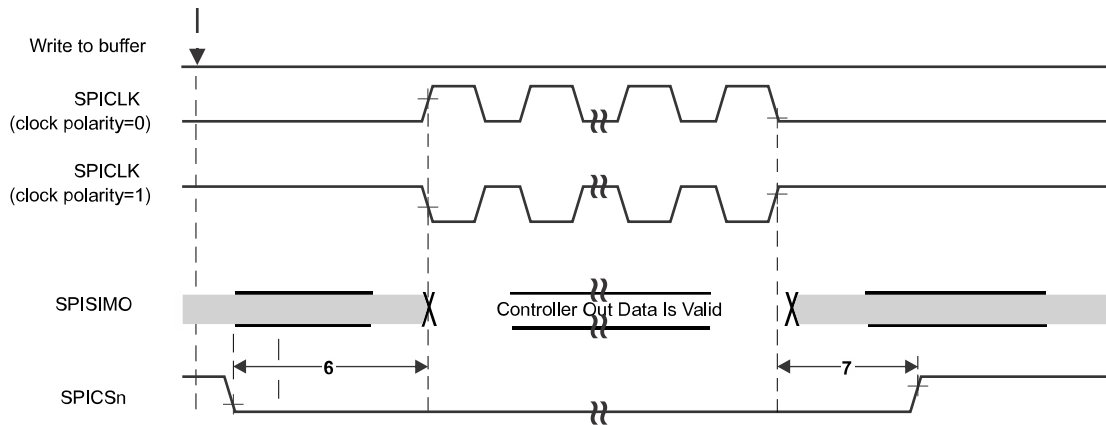 Write to buffer
SPICLK
(clock polarity=0)
SPICLK
(clock polarity=1)
SPISIMO
Controller Out Data Is Valid
6
7
SPICSn